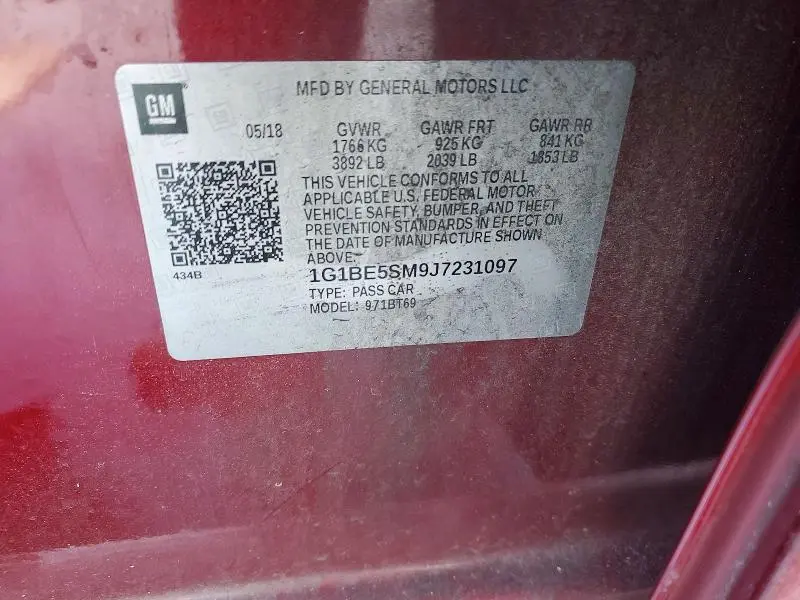 MFD BY GENERAL MOTORS LLC
GM
05/18 GVWR GAWR FRT GAWR RR
1766 KG 925 KG 841 KG
3892 LB 2039 LB 1853 LB
THIS VEHICLE CONFORMS TO ALL
APPLICABLE U.S. FEDERAL MOTOR
VEHICLE SAFETY, BUMPER, AND THEFT
PREVENTION STANDARDS IN EFFECT ON
THE DATE OF MANUFACTURE SHOWN
ABOVE.
434B
1G1BE5SM9J7231097
TYPE: PASS CAR
MODEL: 971BT69